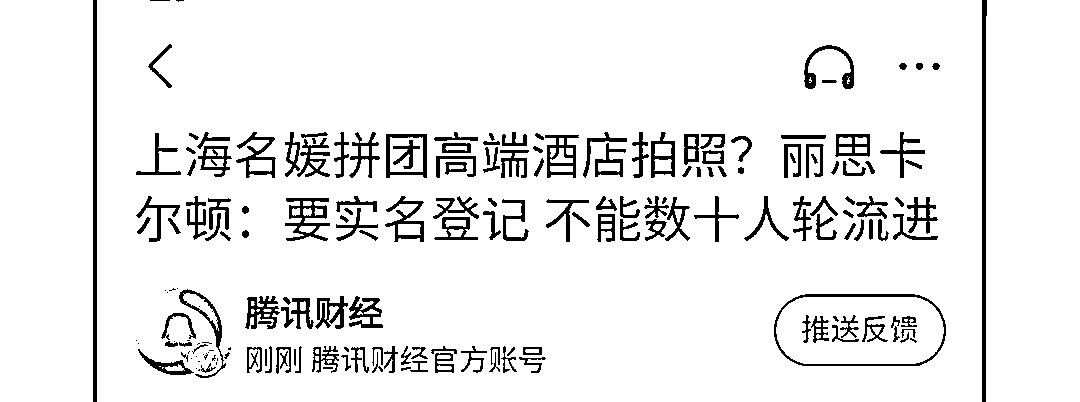 上海名媛拼团高端酒店拍照？丽思卡
尔顿：要实名登记 不能数十人轮流进
腾讯财经
刚刚 腾讯财经官方账号
推送反馈